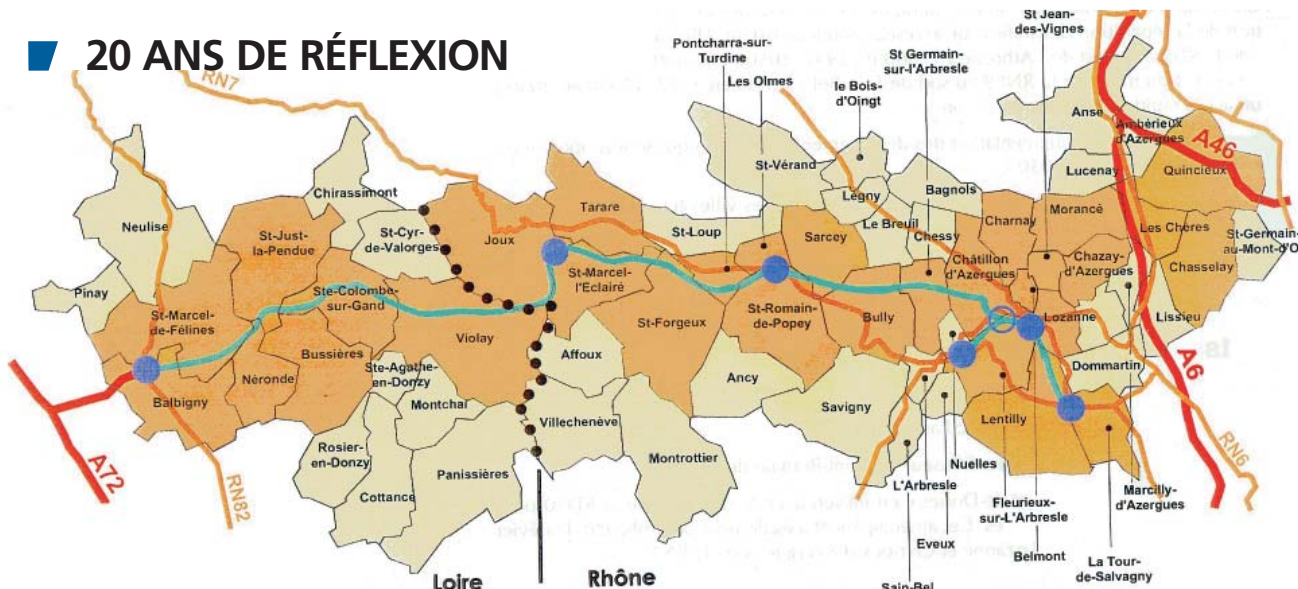 20 ANS DE RÉFLEXION
RN7
Pontcharra-sur-
Turdine
Les Olmes
St Germain-
sur-l'Arbresle
le Bois-
d'Oingt
St Jean-
des-Vignes
Anse
Ambérieux
d'Azergues
A46
Quincieux
Lucenay
Neulise
Chirassimont
St-Cyr-
de-Valorges
Joux
Tarare
St-Loup
St-Vérand
Légny
Bagnols
Le Breuil
Chessy
Charnay
Morancé
Les Chères
St-Germain-
au-Mont-d'O
St-Just-
la-Pendue
Sarcey
Châtillon
d'Azergues
Chazay-
d'Azergues
Chasselay
Pinay
Ste-Colombe-
sur-Gand
St-Marcel-
l'Eclairé
St-Marcel-
de-Félines
Violay
St-Forgeux
St-Romain-
de-Popey
Bully
Lozanne
Lissieu
Bussières
Affoux
Dommartin
A6
Néronde
Ste-Agathe-
en-Donzy
Ancy
Balbigny
Montchal
Savigny
Lentilly
Villechenève
RN6
A72
RN82
Rosier-
en-Donzy
Panissières
Montrottier
Cottance
Nuelles
L'Arbresle
Eveux
Fleurieux-
sur-L'Arbresle
Marcilly-
d'Azergues
Belmont
La Tour-
de-Salvagny
Sain-Bel
Loire
Rhône